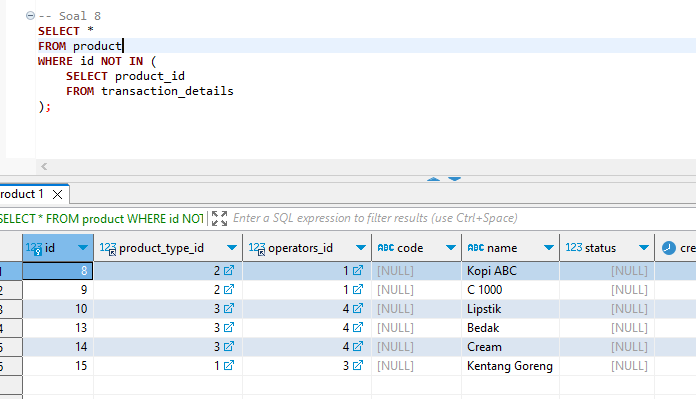 -- Soal 8
SELECT *
FROM product
WHERE id NOT IN (
SELECT product_id
FROM transaction_details
);
roduct 1
SELECT * FROM product WHERE id NOT Enter a SQL expression to filter results (use Ctrl+Space)
123 id 123 product_type_id 123 operators_id ABC code ABC name 123 status cre
1 8 2 1 [NULL] Kopi ABC [NULL]
2 9 2 1 [NULL] C 1000 [NULL]
3 10 3 4 [NULL] Lipstik [NULL]
4 13 3 4 [NULL] Bedak [NULL]
5 14 3 4 [NULL] Cream [NULL]
6 15 1 3 [NULL] Kentang Goreng [NULL]